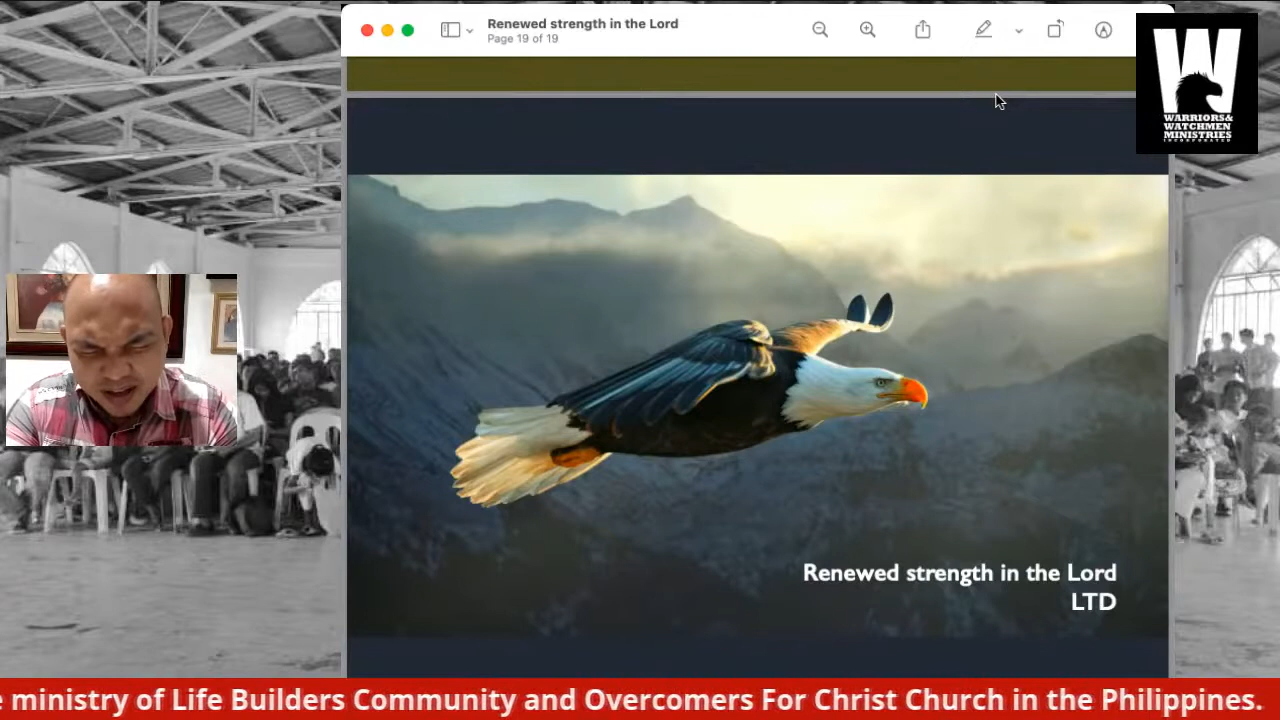 Renewed strength in the Lord
Page 19 of 19
W
WARRIORS&
WATCHMEN
MINISTRIES
INCORPORATED
Renewed strength in the Lord
LTD
e ministry of Life Builders Community and Overcomers For Christ Church in the Philippines.